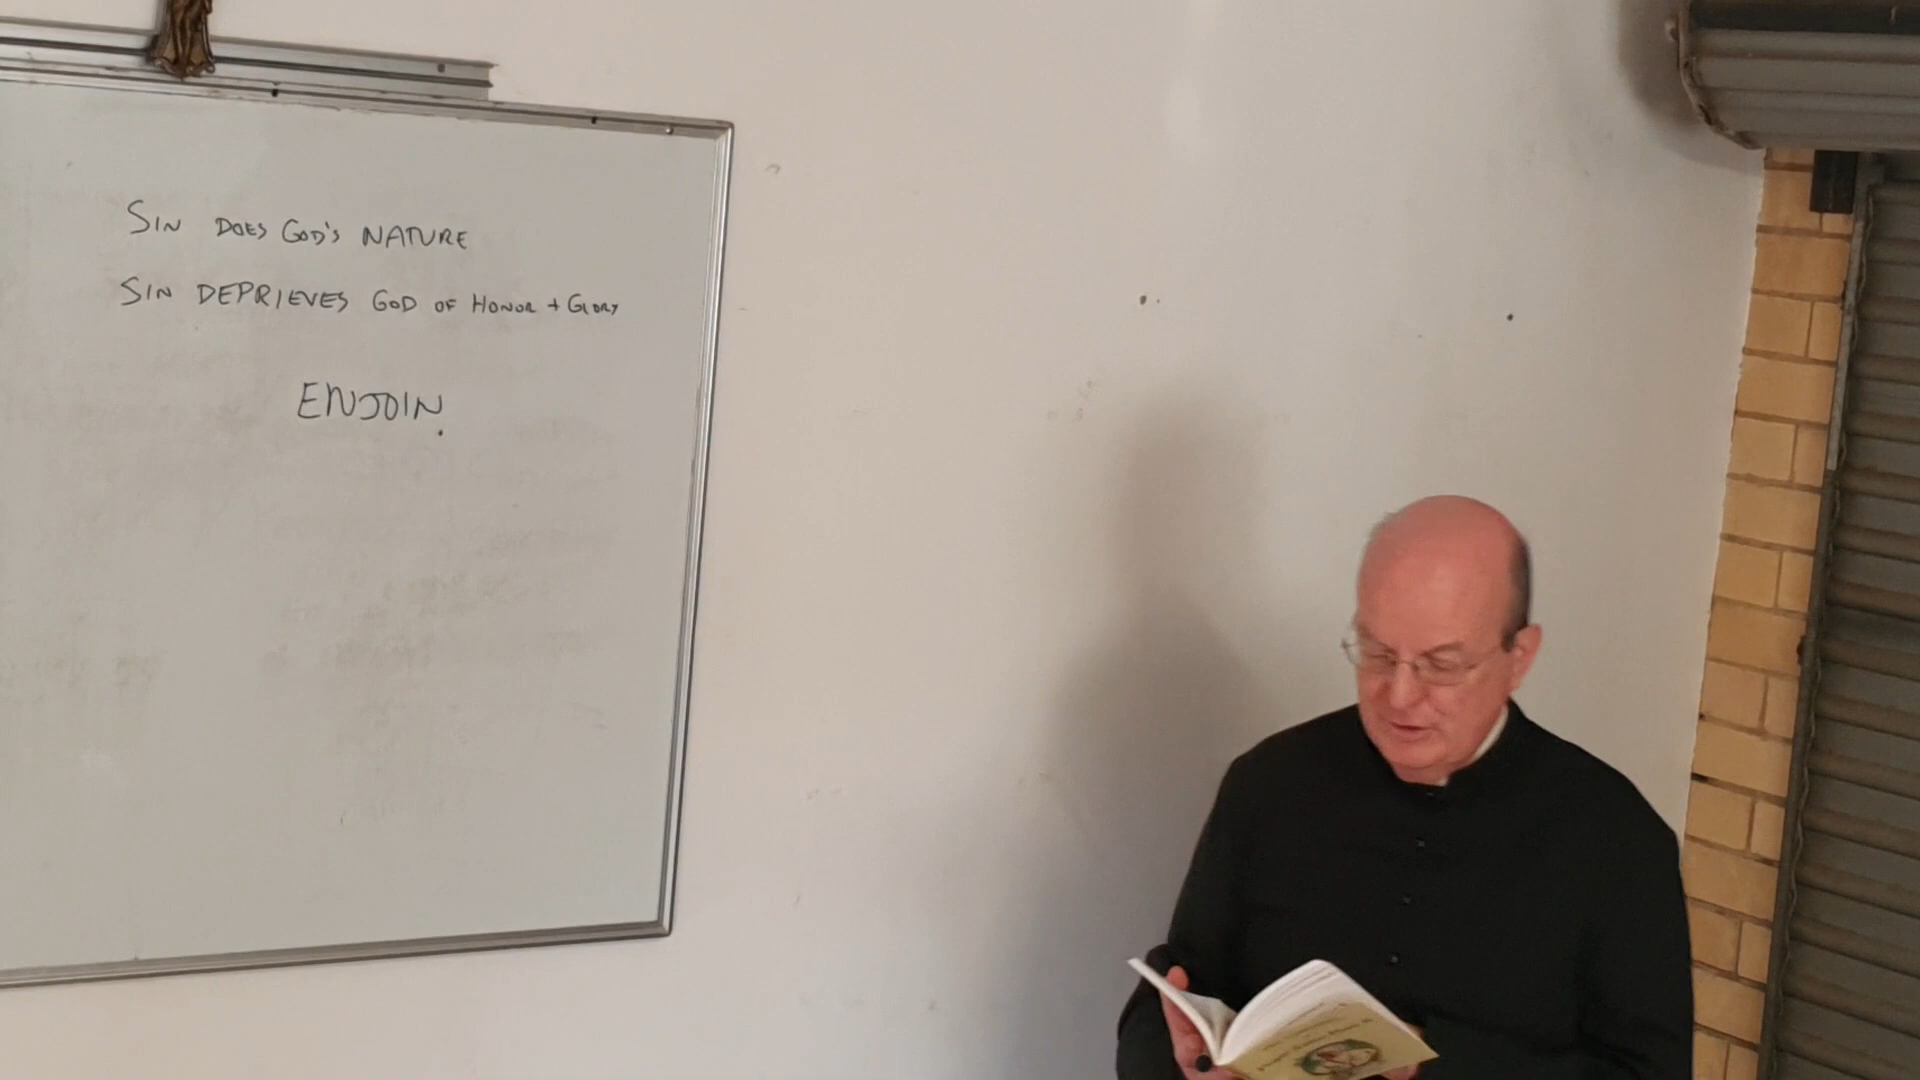 SIN DOES GOD'S NATURE
SIN DEPRIEVES GOD OF HONOR + GLORY
ENJOIN.